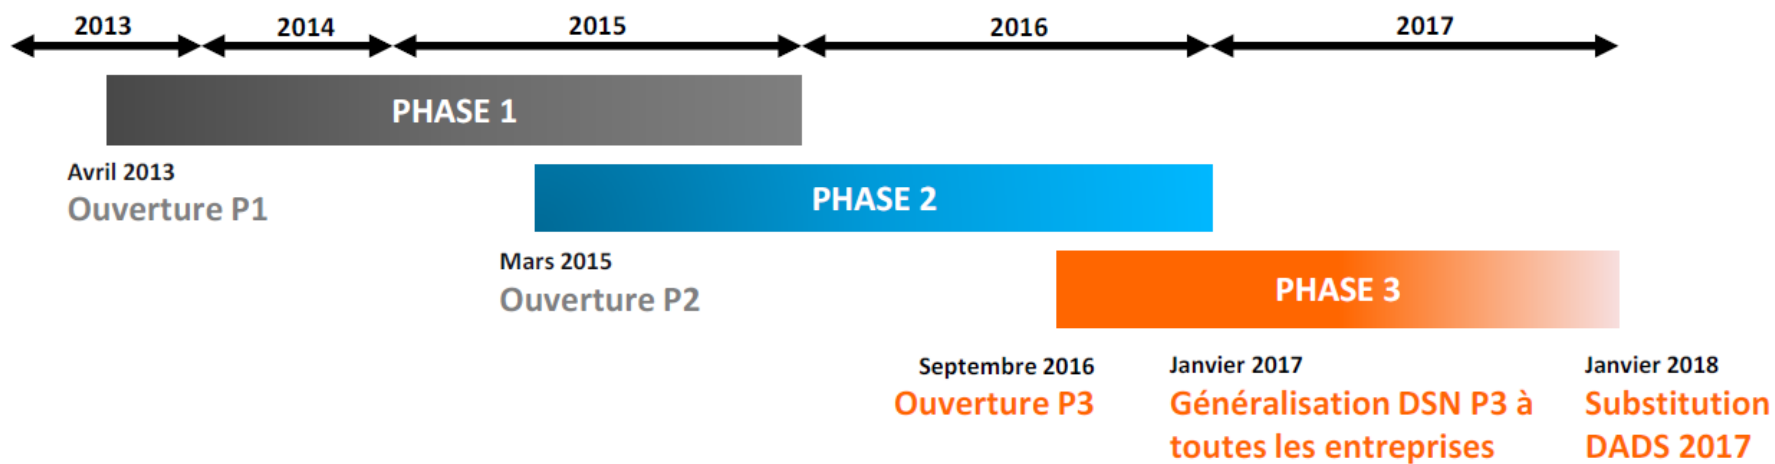 2013
2014
2015
2016
2017
PHASE 1
Avril 2013
Ouverture P1
PHASE 2
Mars 2015
Ouverture P2
PHASE 3
Septembre 2016
Ouverture P3
Janvier 2017
Généralisation DSN P3 à
toutes les entreprises
Janvier 2018
Substitution
DADS 2017